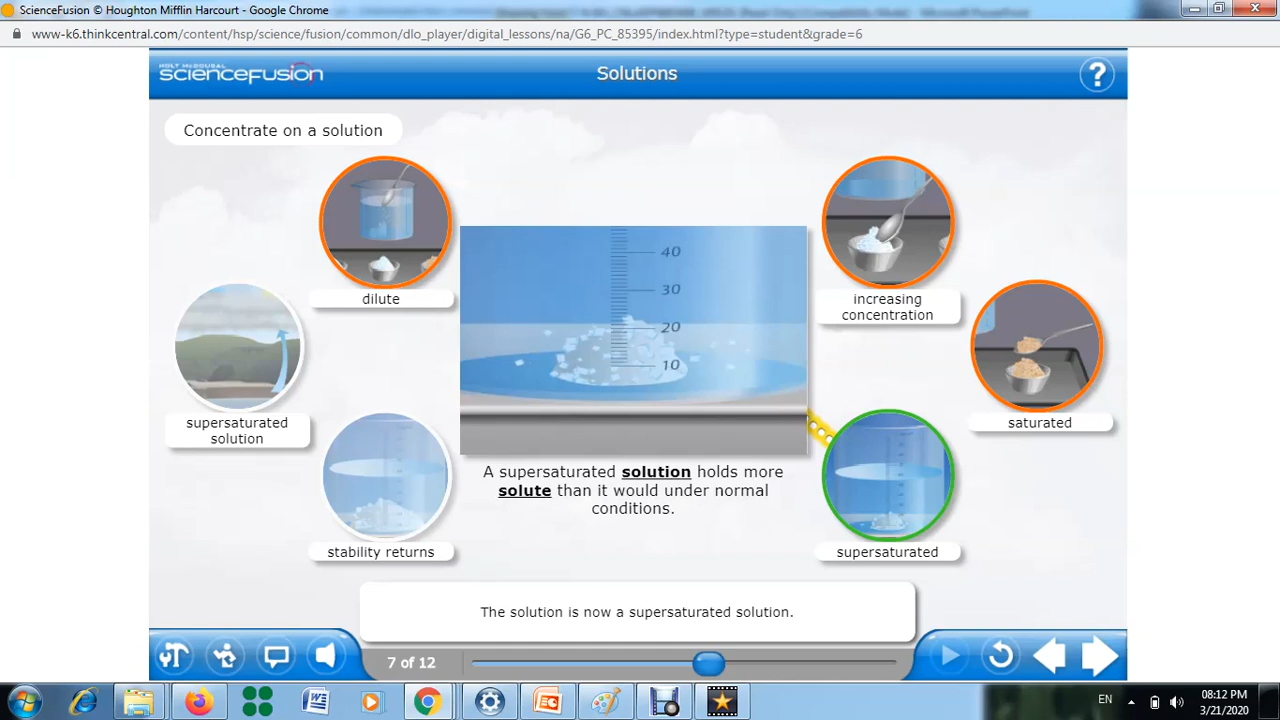 ScienceFusion © Houghton Mifflin Harcourt - Google Chrome
www-k6.thinkcentral.com/content/hsp/science/fusion/common/dlo_player/digital_lessons/na/G6_PC_85395/index.html?type=student&grade=6
HOLT McDOUGAL
SCIENCEFUSION
Solutions
?
Concentrate on a solution
dilute
increasing
concentration
supersaturated
solution
saturated
stability returns
supersaturated
40
30
20
10
A supersaturated solution holds more
solute than it would under normal
conditions.
The solution is now a supersaturated solution.
7 of 12
EN
08:12 PM
3/21/2020